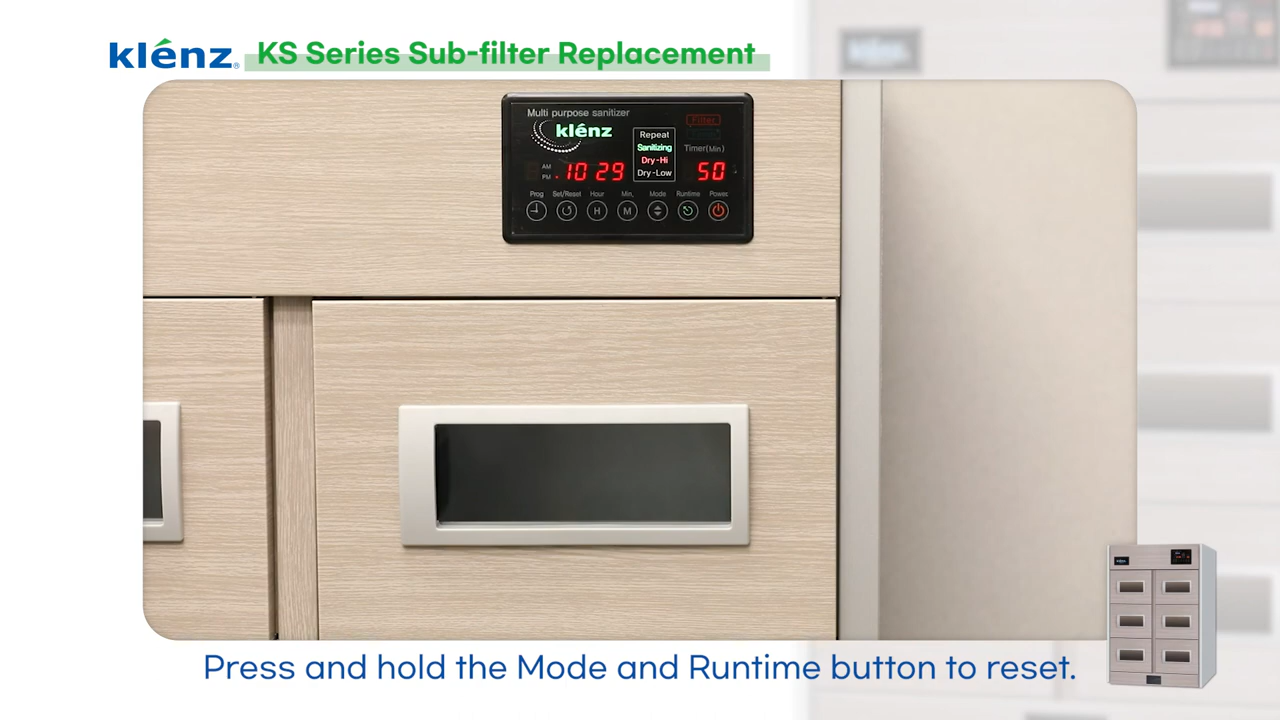 klénz® KS Series Sub-filter Replacement
Multi purpose sanitizer
klénz
Filter
Repeat
Sanitizing
Dry-Hi
Dry-Low
Timer(Min)
AM
PM
10 29
50
Prog Set/Reset Hour Min. Mode Runtime Power
H M
Press and hold the Mode and Runtime button to reset.